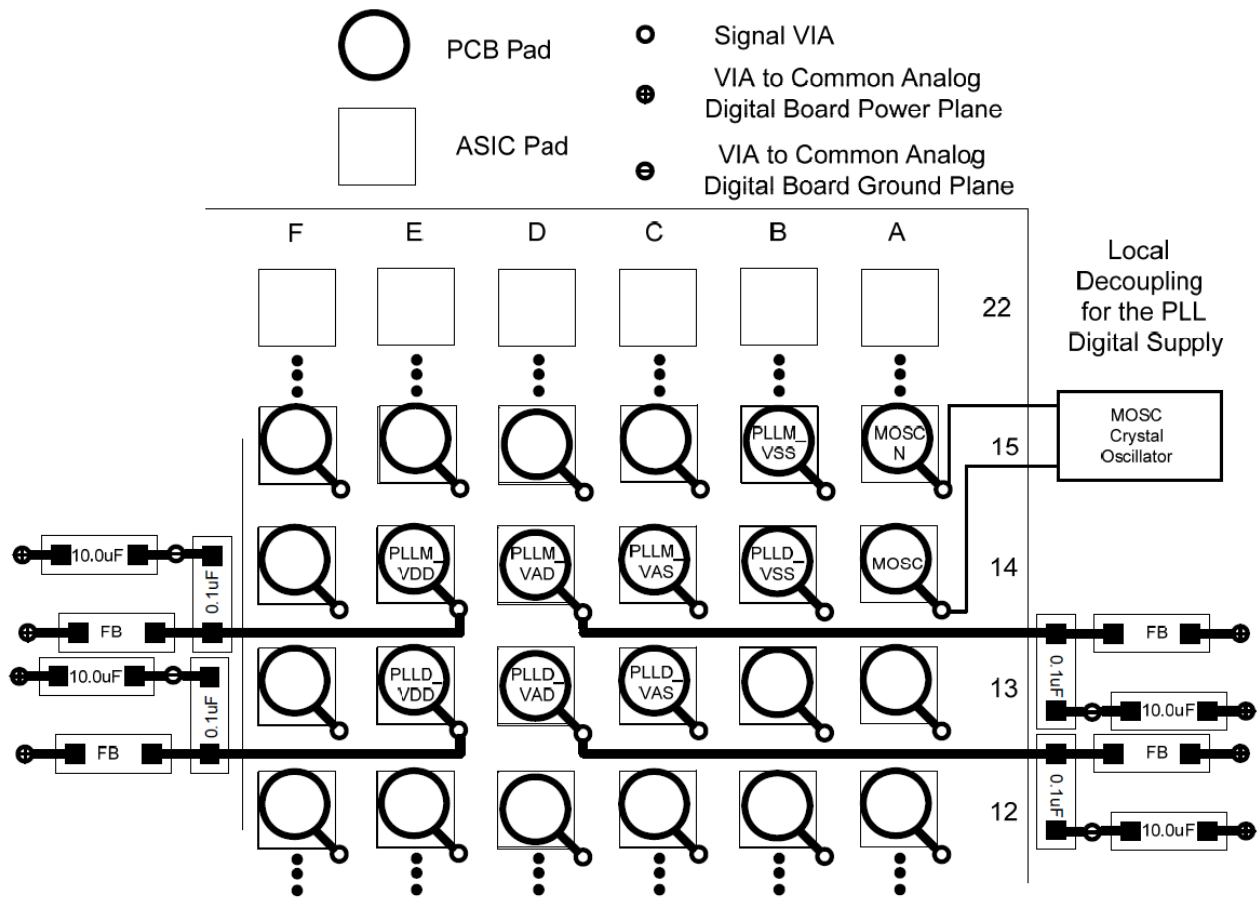 PCB Pad
Signal VIA
VIA to Common Analog
Digital Board Power Plane
ASIC Pad
VIA to Common Analog
Digital Board Ground Plane
F E D C B A
Local
Decoupling
for the PLL
Digital Supply
22
PLLM_
VSS
MOSC
N
15
MOSC
Crystal
Oscillator
10.0uF
0.1uF
FB
PLLM_
VDD
PLLM_
VAD
PLLM_
VAS
PLLD_
VSS
MOSC
14
FB
0.1uF
10.0uF
10.0uF
0.1uF
FB
PLLD_
VDD
PLLD_
VAD
PLLD_
VAS
13
FB
0.1uF
10.0uF
12